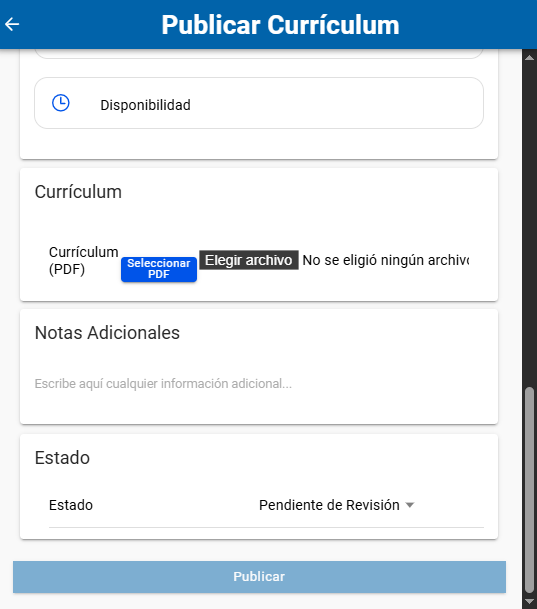 Publicar Currículum
Disponibilidad
Currículum
Currículum
(PDF)
Seleccionar
PDF
Elegir archivo No se eligió ningún archivo
Notas Adicionales
Escribe aquí cualquier información adicional...
Estado
Estado Pendiente de Revisión
Publicar